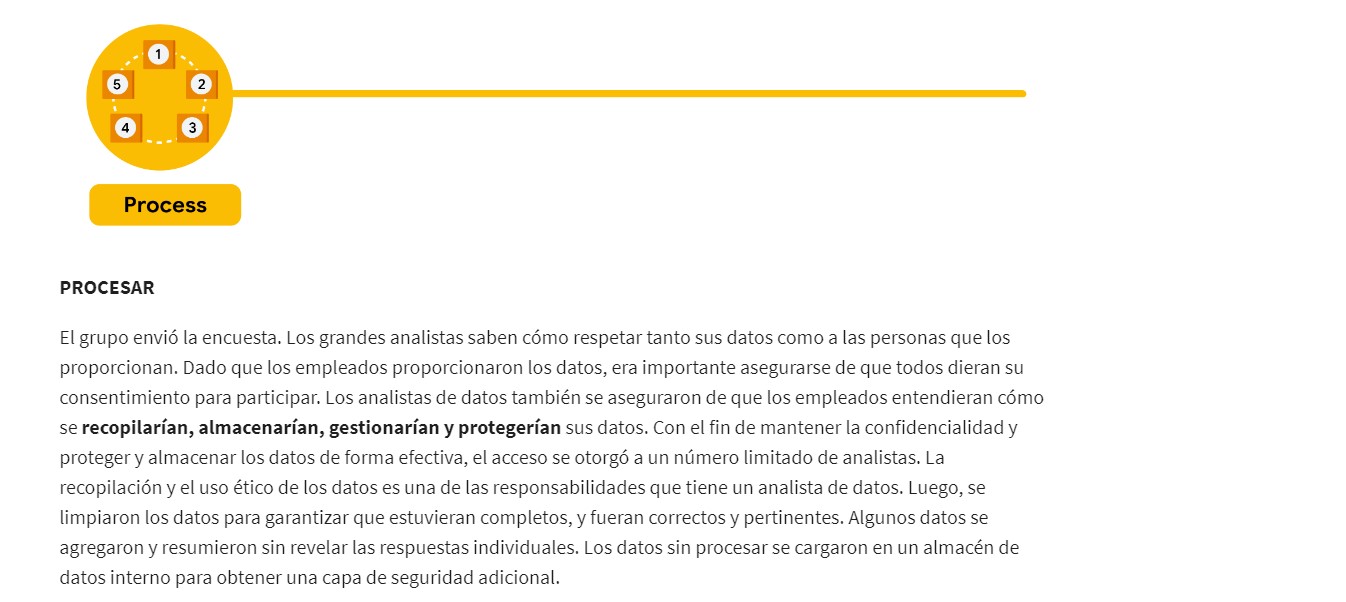 1
5
2
4
3
Process
PROCESAR
El grupo envió la encuesta. Los grandes analistas saben cómo respetar tanto sus datos como a las personas que los
proporcionan. Dado que los empleados proporcionaron los datos, era importante asegurarse de que todos dieran su
consentimiento para participar. Los analistas de datos también se aseguraron de que los empleados entendieran cómo
se recopilarían, almacenarían, gestionarían y protegerían sus datos. Con el fin de mantener la confidencialidad y
proteger y almacenar los datos de forma efectiva, el acceso se otorgó a un número limitado de analistas. La
recopilación y el uso ético de los datos es una de las responsabilidades que tiene un analista de datos. Luego, se
limpiaron los datos para garantizar que estuvieran completos, y fueran correctos y pertinentes. Algunos datos se
agregaron y resumieron sin revelar las respuestas individuales. Los datos sin procesar se cargaron en un almacén de
datos interno para obtener una capa de seguridad adicional.